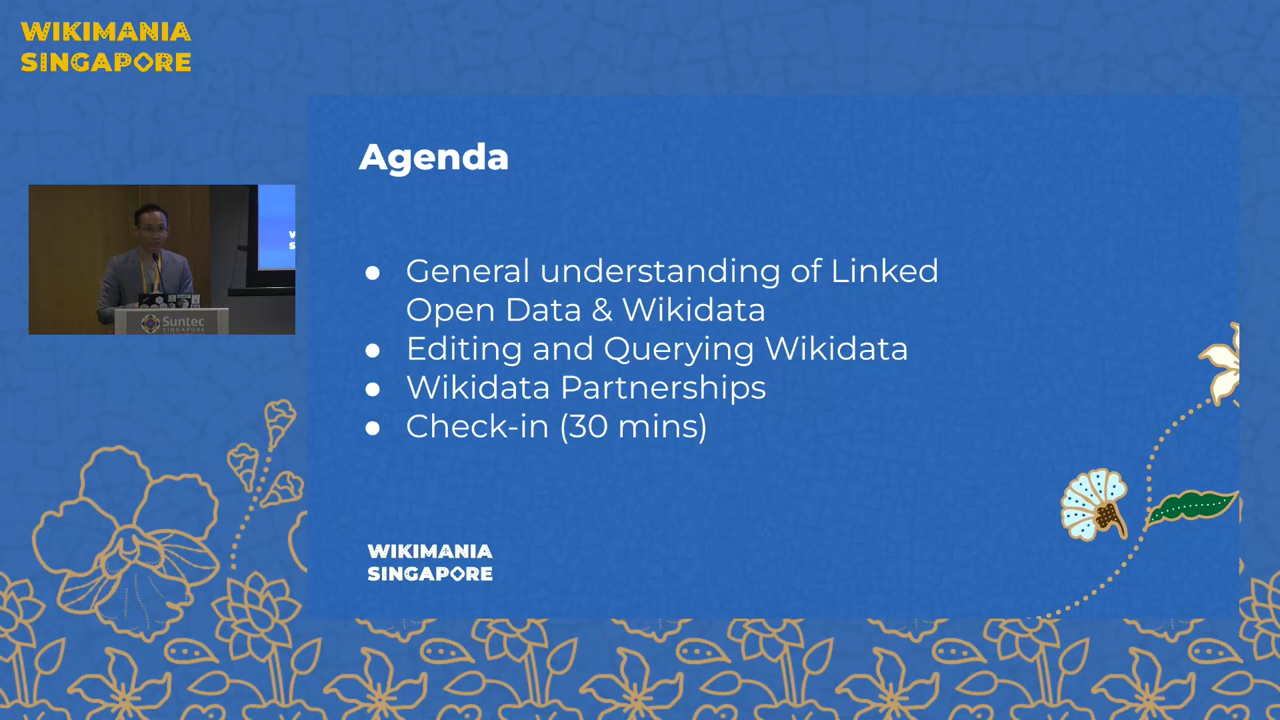 WIKIMANIA
SINGAPORE
Agenda
● General understanding of Linked
Open Data & Wikidata
● Editing and Querying Wikidata
● Wikidata Partnerships
● Check-in (30 mins)
Suntec
SINGAPORE
WIKIMANIA
SINGAPORE